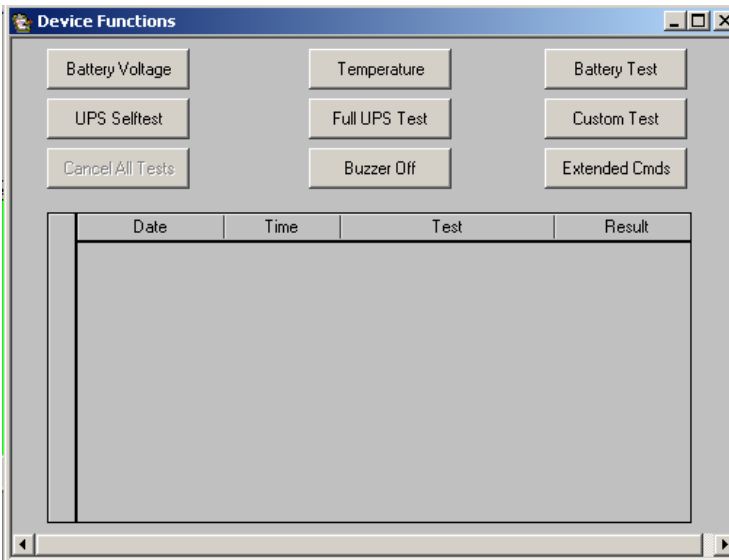 Device Functions
Battery Voltage Temperature Battery Test
UPS Selftest Full UPS Test Custom Test
Cancel All Tests Buzzer Off Extended Cmds
Date Time Test Result